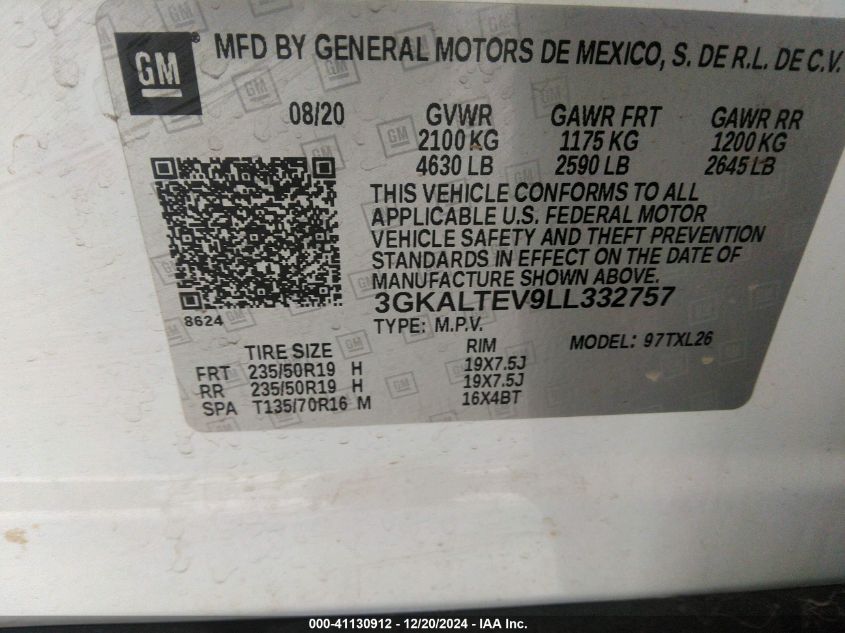 GM MFD BY GENERAL MOTORS DE MEXICO, S. DE R.L. DE C.V.
08/20 GVWR GAWR FRT GAWR RR
2100 KG 1175 KG 1200 KG
4630 LB 2590 LB 2645 LB
THIS VEHICLE CONFORMS TO ALL
APPLICABLE U.S. FEDERAL MOTOR
VEHICLE SAFETY AND THEFT PREVENTION
STANDARDS IN EFFECT ON THE DATE OF
MANUFACTURE SHOWN ABOVE.
3GKALTEV9LL332757
8624
TYPE: M.P.V. MODEL: 97TXL26
TIRE SIZE RIM
FRT 235/50R19 H 19X7.5J
RR 235/50R19 H 19X7.5J
SPA T135/70R16 M 16X4BT
000-41130912 - 12/20/2024 - IAA Inc.